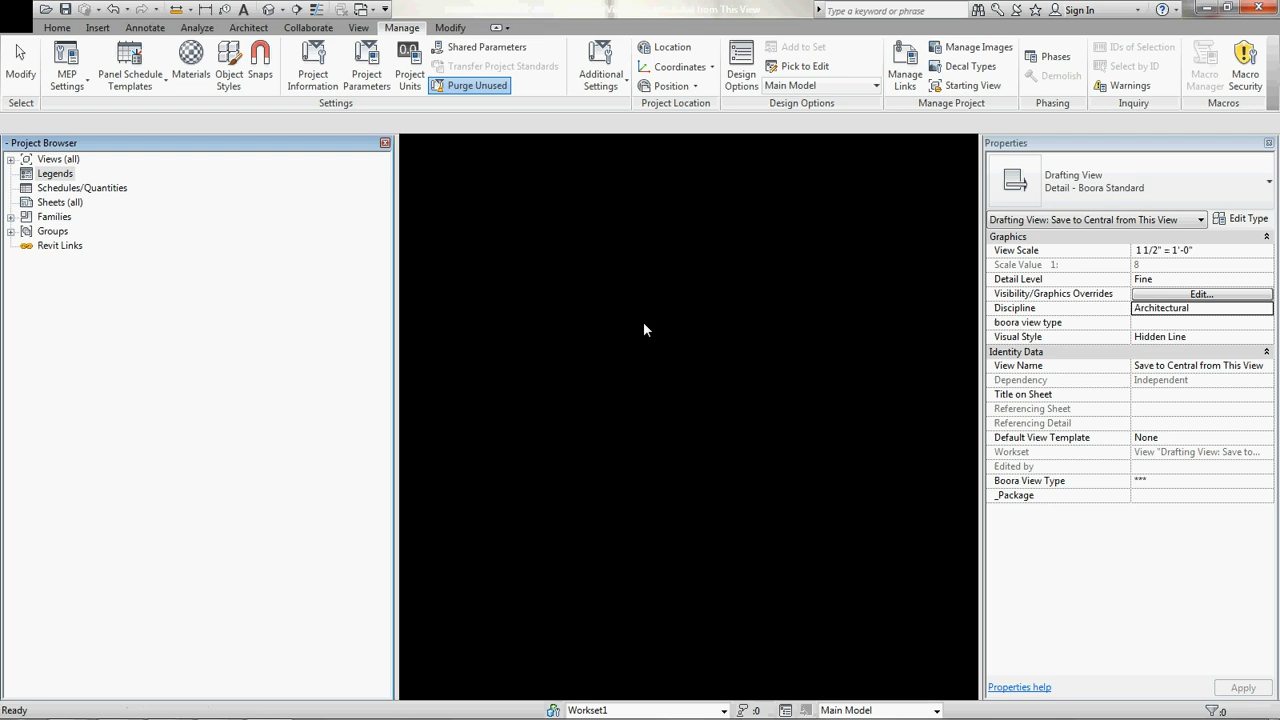 from This View
Type a keyword or phrase
Sign In
Home Insert Annotate Analyze Architect Collaborate View Manage Modify
Modify
MEP Settings
Panel Schedule Templates
Materials
Object Styles
Snaps
Project Information
Project Parameters
Project Units
Shared Parameters
Transfer Project Standards
Purge Unused
Additional Settings
Location
Coordinates
Position
Design Options
Add to Set
Pick to Edit
Main Model
Manage Links
Manage Images
Decal Types
Starting View
Phases
Demolish
IDs of Selection
Select by ID
Warnings
Macro Manager
Macro Security
Select Settings Project Location Design Options Manage Project Phasing Inquiry Macros
- Project Browser
Views (all)
Legends
Schedules/Quantities
Sheets (all)
Families
Groups
Revit Links
Properties
Drafting View
Detail - Boora Standard
Drafting View: Save to Central from This View Edit Type
Graphics
View Scale 1 1/2" = 1'-0"
Scale Value 1: 8
Detail Level Fine
Visibility/Graphics Overrides Edit...
Discipline Architectural
boora view type
Visual Style Hidden Line
Identity Data
View Name Save to Central from This View
Dependency Independent
Title on Sheet
Referencing Sheet
Referencing Detail
Default View Template None
Workset View "Drafting View: Save to...
Edited by
Boora View Type ***
_Package
Properties help Apply
Ready Workset1 :0 Main Model :0